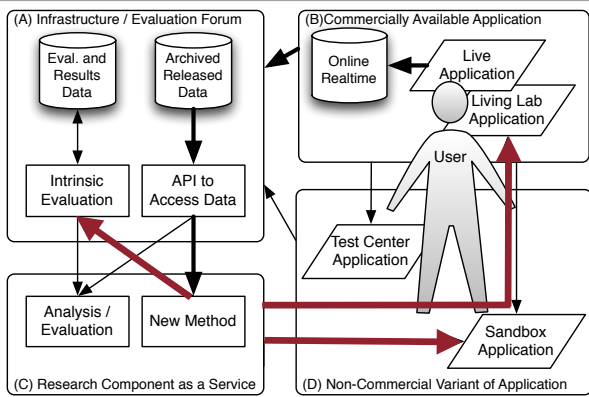 (A) Infrastructure / Evaluation Forum
Eval. and
Results
Data
Archived
Released
Data
Intrinsic
Evaluation
API to
Access Data
(B)Commercially Available Application
Online
Realtime
Live
Application
Living Lab
Application
User
Test Center
Application
Sandbox
Application
(D) Non-Commercial Variant of Application
Analysis /
Evaluation
New Method
(C) Research Component as a Service